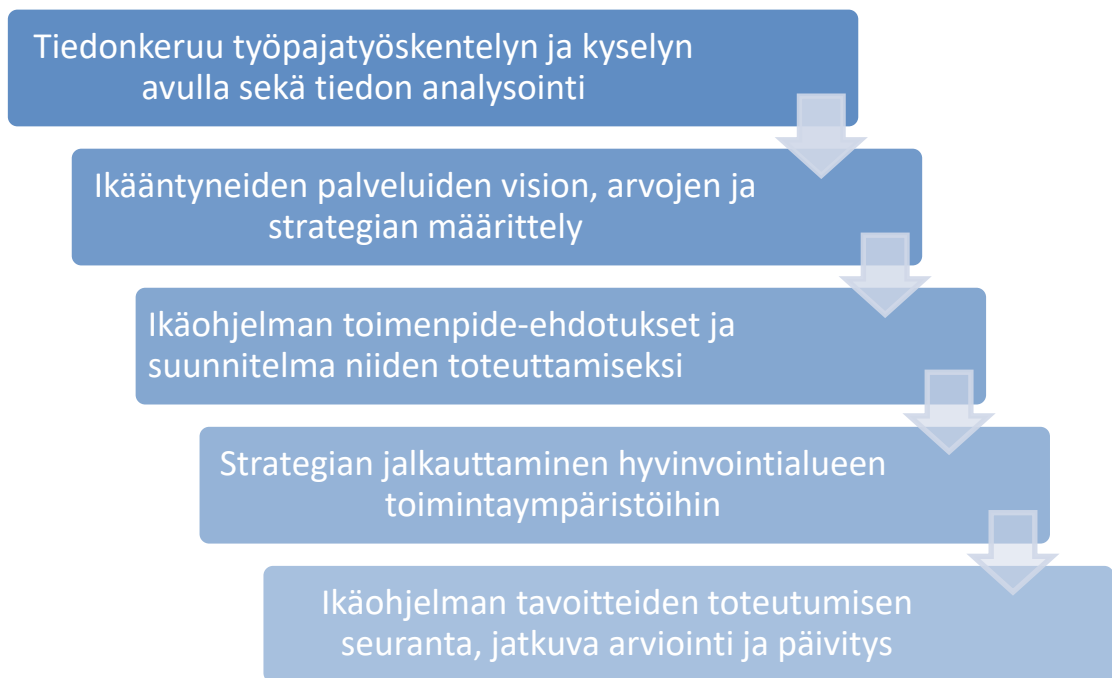 Tiedonkeruu työpajatyöskentelyn ja kyselyn
avulla sekä tiedon analysointi
Ikääntyneiden palveluiden vision, arvojen ja
strategian määrittely
Ikäohjelman toimenpide-ehdotukset ja
suunnitelma niiden toteuttamiseksi
Strategian jalkauttaminen hyvinvointialueen
toimintaympäristöihin
Ikäohjelman tavoitteiden toteutumisen
seuranta, jatkuva arviointi ja päivitys